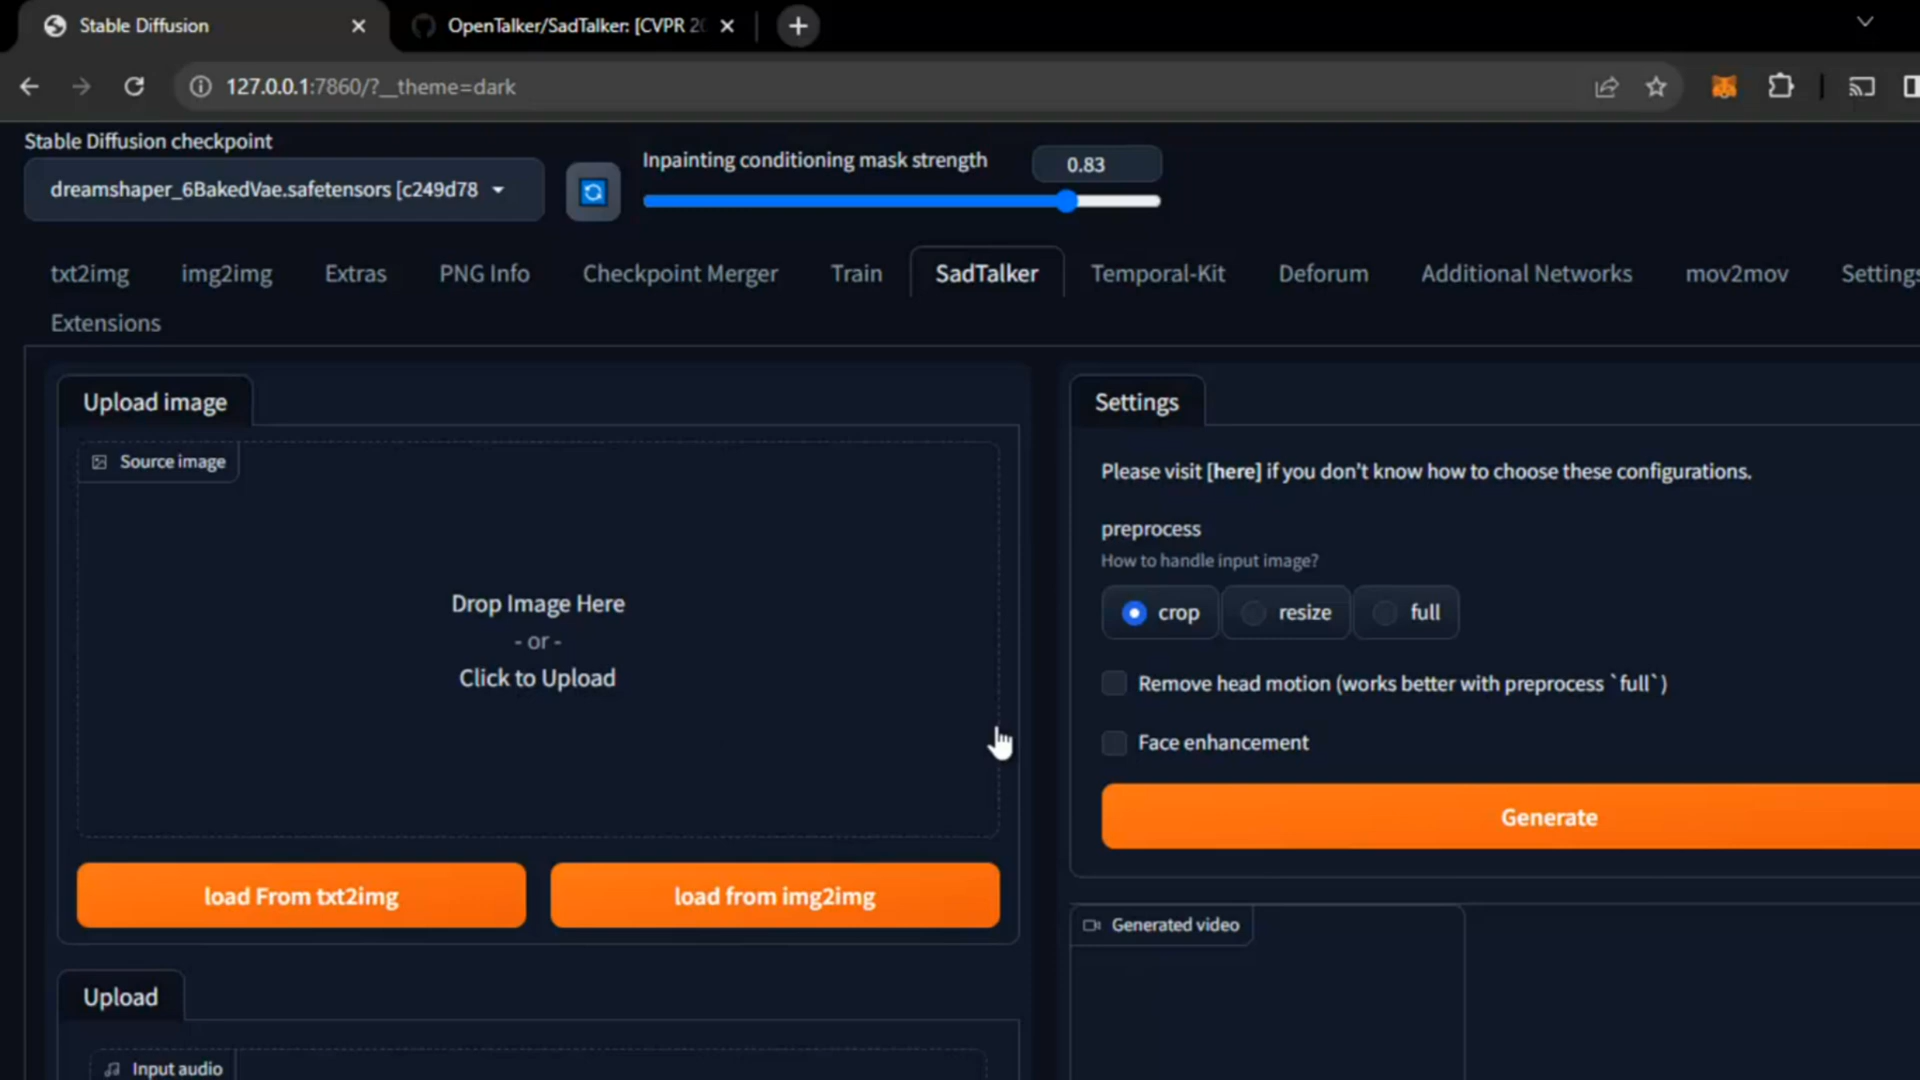 Stable Diffusion
OpenTalker/SadTalker: [CVPR 20
127.0.0.1:7860/?__theme=dark
Stable Diffusion checkpoint
dreamshaper_6BakedVae.safetensors [c249d78
Inpainting conditioning mask strength
0.83
txt2img
img2img
Extras
PNG Info
Checkpoint Merger
Train
SadTalker
Temporal-Kit
Deforum
Additional Networks
mov2mov
Settings
Extensions
Upload image
Source image
Drop Image Here
- or -
Click to Upload
load From txt2img
load from img2img
Upload
Input audio
Settings
Please visit [here] if you don't know how to choose these configurations.
preprocess
How to handle input image?
crop
resize
full
Remove head motion (works better with preprocess `full`)
Face enhancement
Generate
Generated video